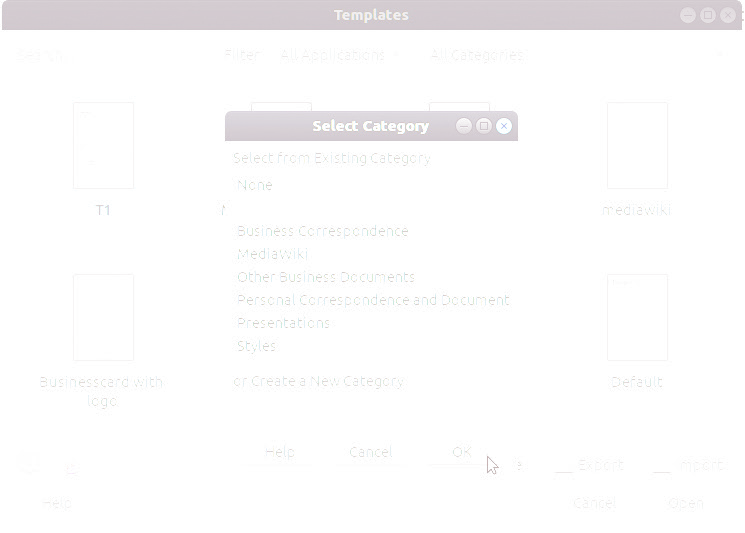 Templates
Search
Filter All Applications All Categories
Select Category
Select from Existing Category
None
T1
mediawiki
Business Correspondence
MediaWiki
Other Business Documents
Personal Correspondence and Document
Presentations
Styles
Businesscard with
logo
or Create a New Category
Default
Help Cancel OK
Export Import
Help
Cancel Open